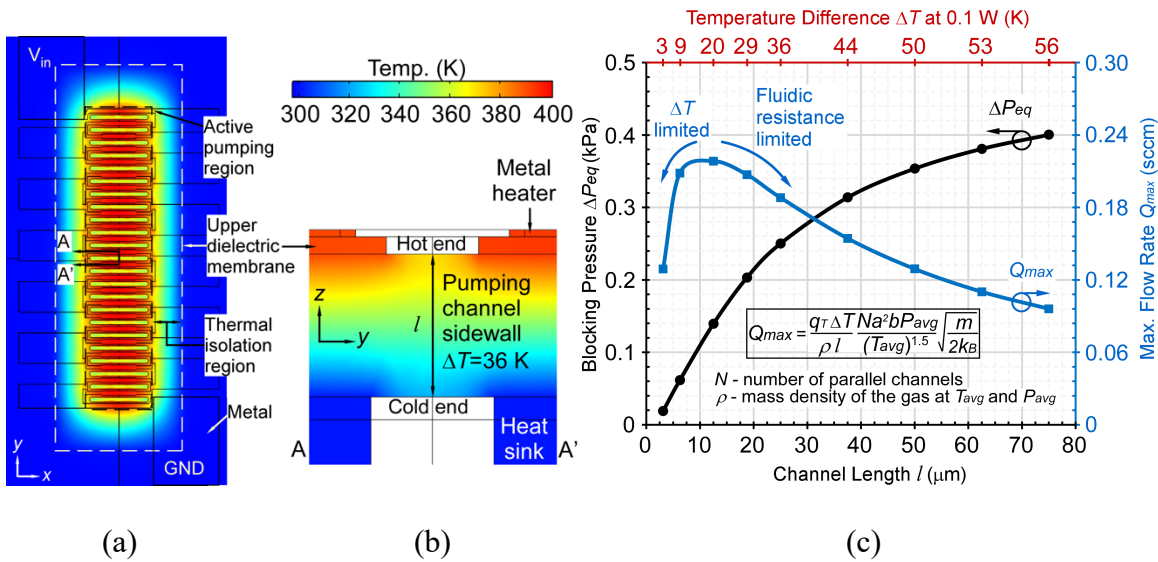 V_in
Active
pumping
region
Upper
dielectric
membrane
A
A'
Thermal
isolation
region
Metal
y
x
GND
(a)
Temp. (K)
300 340 380 400
Metal
heater
Hot end
Pumping
channel
sidewall
ΔT=36 K
z
y
l
Cold end
A
Heat
sink
A'
(b)
(c)
Temperature Difference ΔT at 0.1 W (K)
3 9 20 29 36 44 50 53 56
Blocking Pressure ΔP_eq (kPa)
0.5
0.4
0.3
0.2
0.1
0
Max. Flow Rate Q_max (sccm)
0.30
0.24
0.18
0.12
0.06
0.00
ΔT
limited
Fluidic
resistance
limited
ΔP_eq
Q_max
Q_max = (q_T ΔT / ρ l) (Na²bP_avg / (T_avg)^1.5) √(m / 2k_B)
N - number of parallel channels
ρ - mass density of the gas at T_avg and P_avg
0 10 20 30 40 50 60 70 80
Channel Length l (μm)